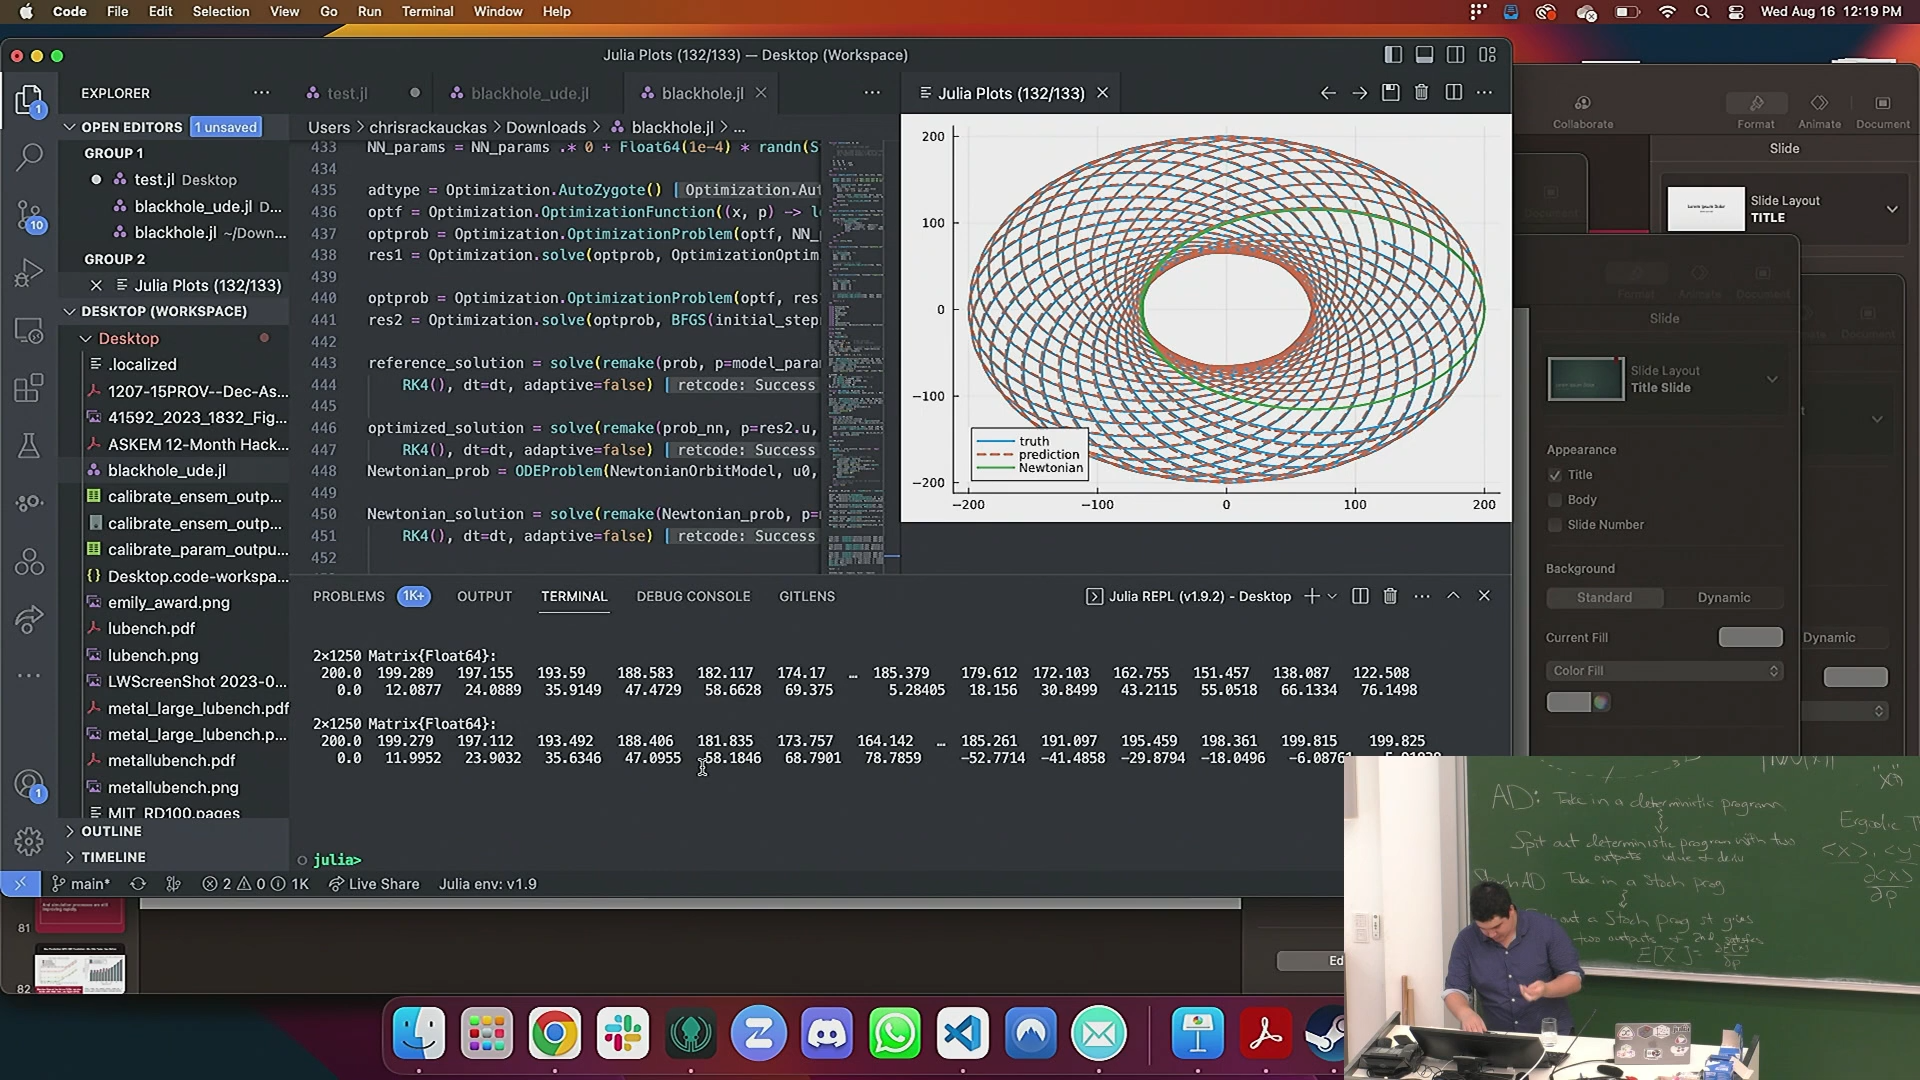 Code File Edit Selection View Go Run Terminal Window Help
Wed Aug 16 12:19 PM
Julia Plots (132/133) — Desktop (Workspace)
EXPLORER
OPEN EDITORS 1 unsaved
GROUP 1
test.jl Desktop
blackhole_ude.jl D...
blackhole.jl ~/Down...
GROUP 2
Julia Plots (132/133)
DESKTOP (WORKSPACE)
Desktop
.localized
1207-15PROV--Dec-As...
41592_2023_1832_Fig...
ASKEM 12-Month Hack...
blackhole_ude.jl
calibrate_ensem_outp...
calibrate_ensem_outp...
calibrate_param_outpu...
Desktop.code-workspa...
emily_award.png
lubench.pdf
lubench.png
LWScreenShot 2023-0...
metal_large_lubench.pdf
metal_large_lubench.p...
metallubench.pdf
metallubench.png
MIT_RD100.pages
OUTLINE
TIMELINE
1
10
1
test.jl
blackhole_ude.jl
blackhole.jl
Users > chrisrackauckas > Downloads > blackhole.jl > ...
433 NN_params = NN_params .* 0 + Float64(1e-4) * randn(S
434
435 adtype = Optimization.AutoZygote() Optimization.Aut
436 optf = Optimization.OptimizationFunction((x, p) -> l
437 optprob = Optimization.OptimizationProblem(optf, NN_
438 res1 = Optimization.solve(optprob, OptimizationOptim
439
440 optprob = Optimization.OptimizationProblem(optf, res
441 res2 = Optimization.solve(optprob, BFGS(initial_step
442
443 reference_solution = solve(remake(prob, p=model_para
444 RK4(), dt=dt, adaptive=false) retcode: Success
445
446 optimized_solution = solve(remake(prob_nn, p=res2.u,
447 RK4(), dt=dt, adaptive=false) retcode: Success
448 Newtonian_prob = ODEProblem(NewtonianOrbitModel, u0,
449
450 Newtonian_solution = solve(remake(Newtonian_prob, p=
451 RK4(), dt=dt, adaptive=false) retcode: Success
452
Julia Plots (132/133)
200
100
0
−100
−200
−200 −100 0 100 200
truth
prediction
Newtonian
PROBLEMS 1K+ OUTPUT TERMINAL DEBUG CONSOLE GITLENS
Julia REPL (v1.9.2) - Desktop
2×1250 Matrix{Float64}:
200.0 199.289 197.155 193.59 188.583 182.117 174.17 … 185.379 179.612 172.103 162.755 151.457 138.087 122.508
0.0 12.0877 24.0889 35.9149 47.4729 58.6628 69.375 5.28405 18.156 30.8499 43.2115 55.0518 66.1334 76.1498
2×1250 Matrix{Float64}:
200.0 199.279 197.112 193.492 188.406 181.835 173.757 164.142 … 185.261 191.097 195.459 198.361 199.815 199.825
0.0 11.9952 23.9032 35.6346 47.0955 58.1846 68.7901 78.7859 −52.7714 −41.4858 −29.8794 −18.0496 −6.08761
julia>
main* 2 0 1K Live Share Julia env: v1.9
Collaborate
Format
Animate
Document
Slide
Slide Layout
TITLE
Format Animate Document
Slide
Slide Layout
Title Slide
Appearance
Title
Body
Slide Number
Background
Standard Dynamic
Current Fill
Dynamic
Color Fill
81
82
AD: Take in a deterministic program
Spit out deterministic program with two
outputs value & deriv
Take in a Stoch prog
out a Stoch prog
two outputs